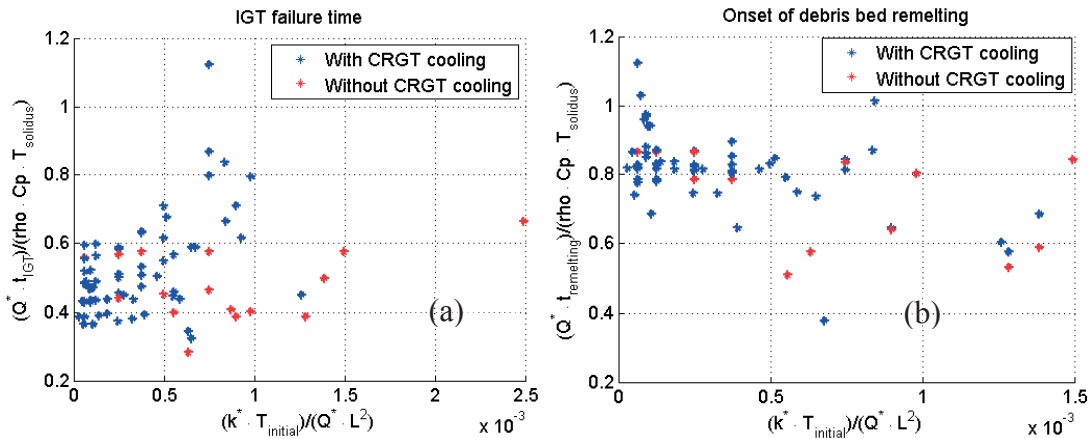 IGT failure time
1.2
1
0.8
0.6
0.4
0.2
0
0.5
1
1.5
2
2.5
x 10⁻³
(Q* · t_IGT)/(rho · Cp · T_solidus)
(k* · T_initial)/(Q* · L²)
With CRGT cooling
Without CRGT cooling
(a)
Onset of debris bed remelting
1.2
1
0.8
0.6
0.4
0.2
0
0.5
1
1.5
x 10⁻³
(Q* · t_remelting)/(rho · Cp · T_solidus)
(k* · T_initial)/(Q* · L²)
With CRGT cooling
Without CRGT cooling
(b)